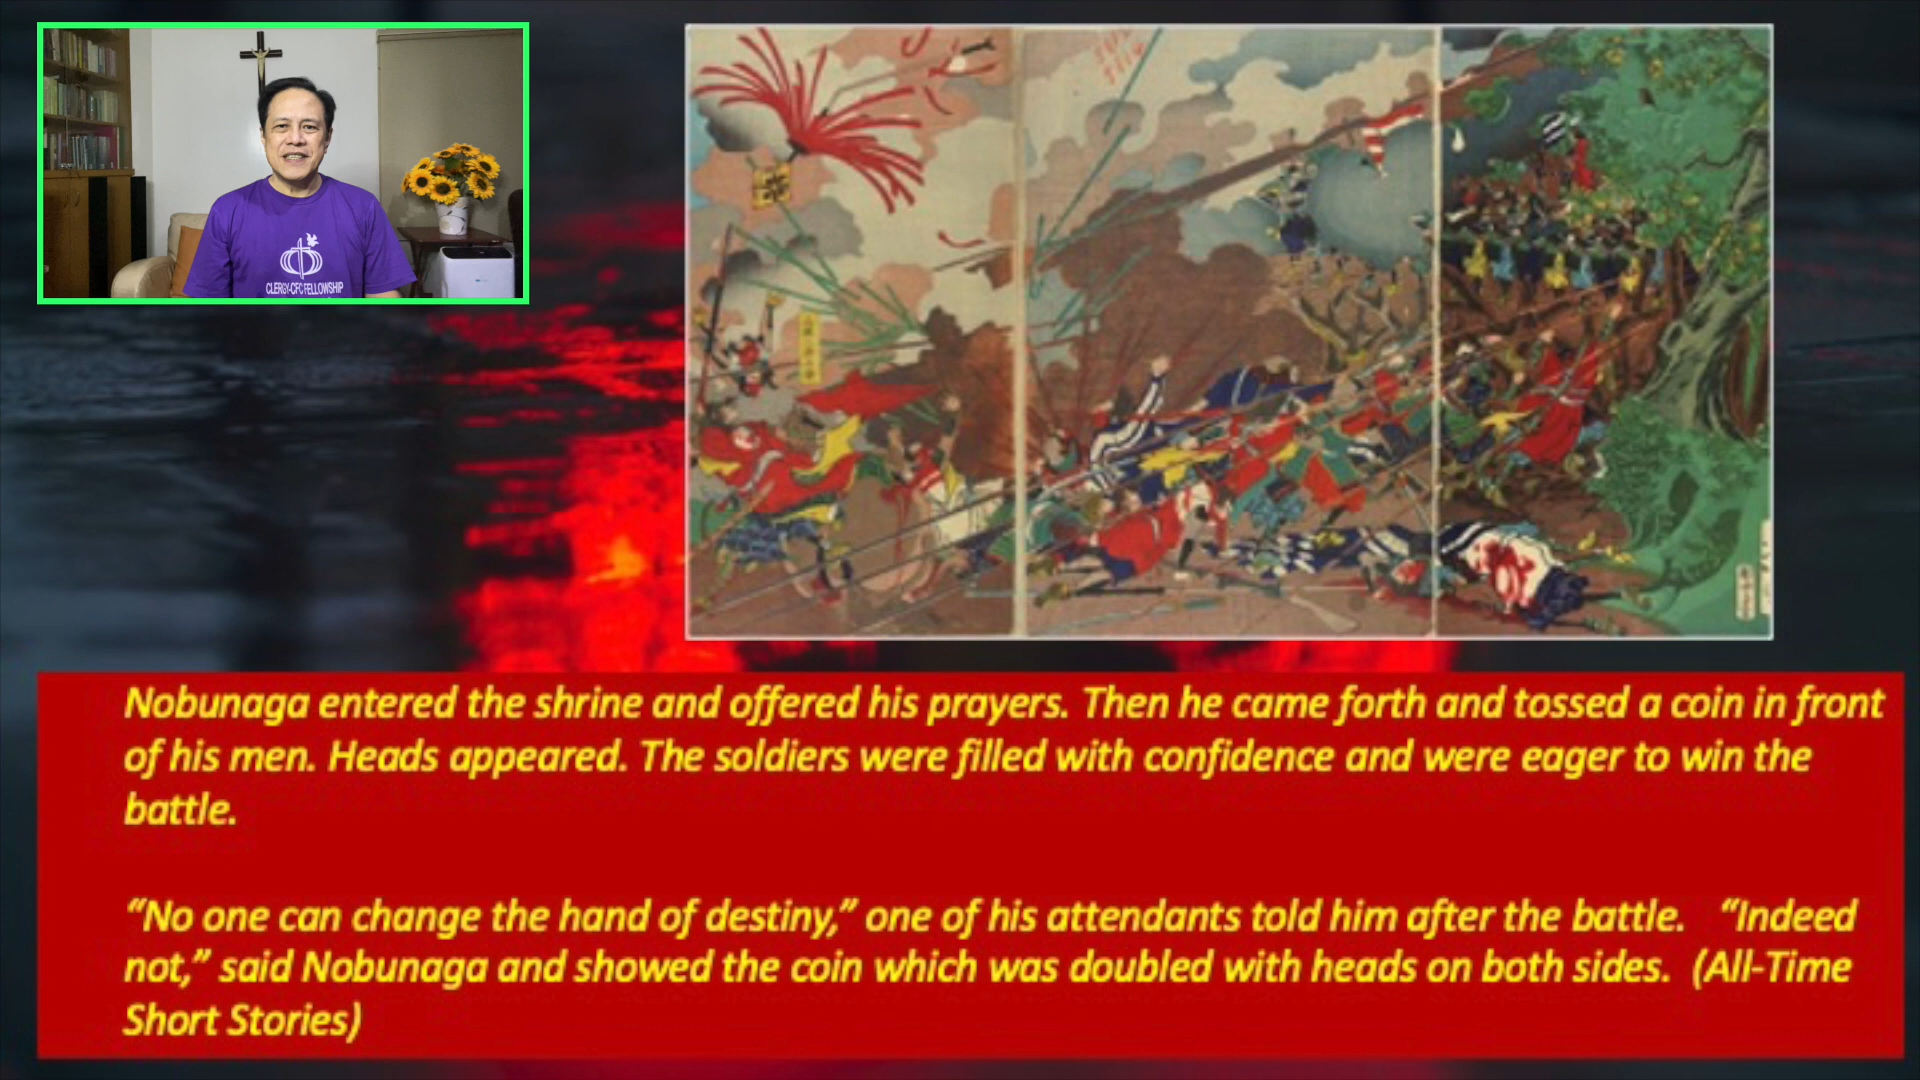 CLERGY-CFC FELLOWSHIP
Nobunaga entered the shrine and offered his prayers. Then he came forth and tossed a coin in front
of his men. Heads appeared. The soldiers were filled with confidence and were eager to win the
battle.
“No one can change the hand of destiny,” one of his attendants told him after the battle. “Indeed
not,” said Nobunaga and showed the coin which was doubled with heads on both sides. (All-Time
Short Stories)